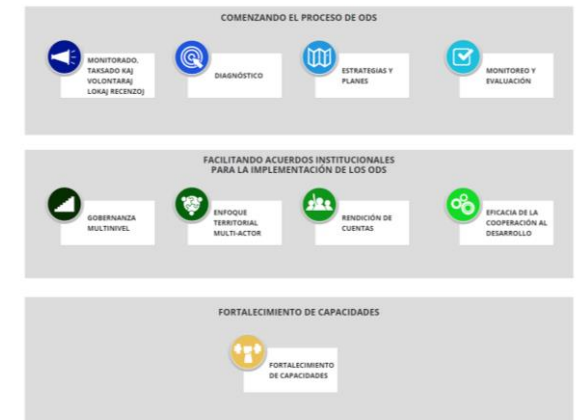 COMENZANDO EL PROCESO DE ODS
MONITORADO,
TAKSADO KAJ
VOLONTARAJ
LOKAJ RECENZOJ
DIAGNÓSTICO
ESTRATEGIAS Y
PLANES
MONITOREO Y
EVALUACIÓN
FACILITANDO ACUERDOS INSTITUCIONALES
PARA LA IMPLEMENTACIÓN DE LOS ODS
GOBERNANZA
MULTINIVEL
ENFOQUE
TERRITORIAL
MULTI-ACTOR
RENDICIÓN DE
CUENTAS
EFICACIA DE LA
COOPERACIÓN AL
DESARROLLO
FORTALECIMIENTO DE CAPACIDADES
FORTALECIMIENTO
DE CAPACIDADES